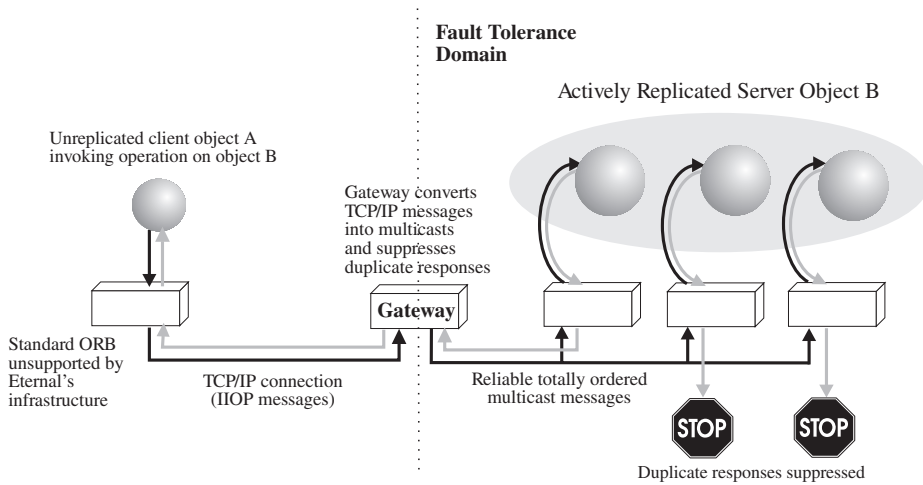 Fault Tolerance
Domain
Actively Replicated Server Object B
Unreplicated client object A
invoking operation on object B
Gateway converts
TCP/IP messages
into multicasts
and suppresses
duplicate responses
Gateway
Standard ORB
unsupported by
Eternal's
infrastructure
TCP/IP connection
(IIOP messages)
Reliable totally ordered
multicast messages
STOP
STOP
Duplicate responses suppressed